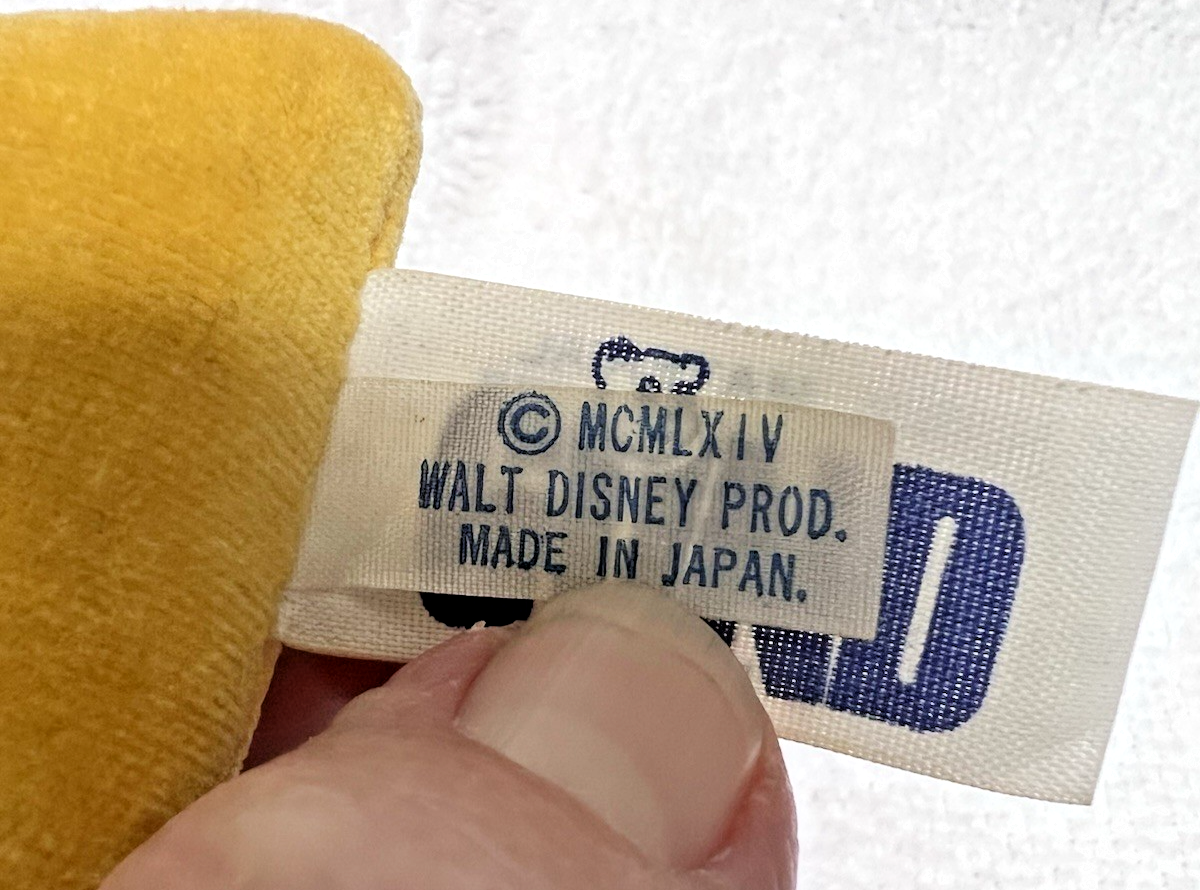 © MCMLXIV
WALT DISNEY PROD.
MADE IN JAPAN.